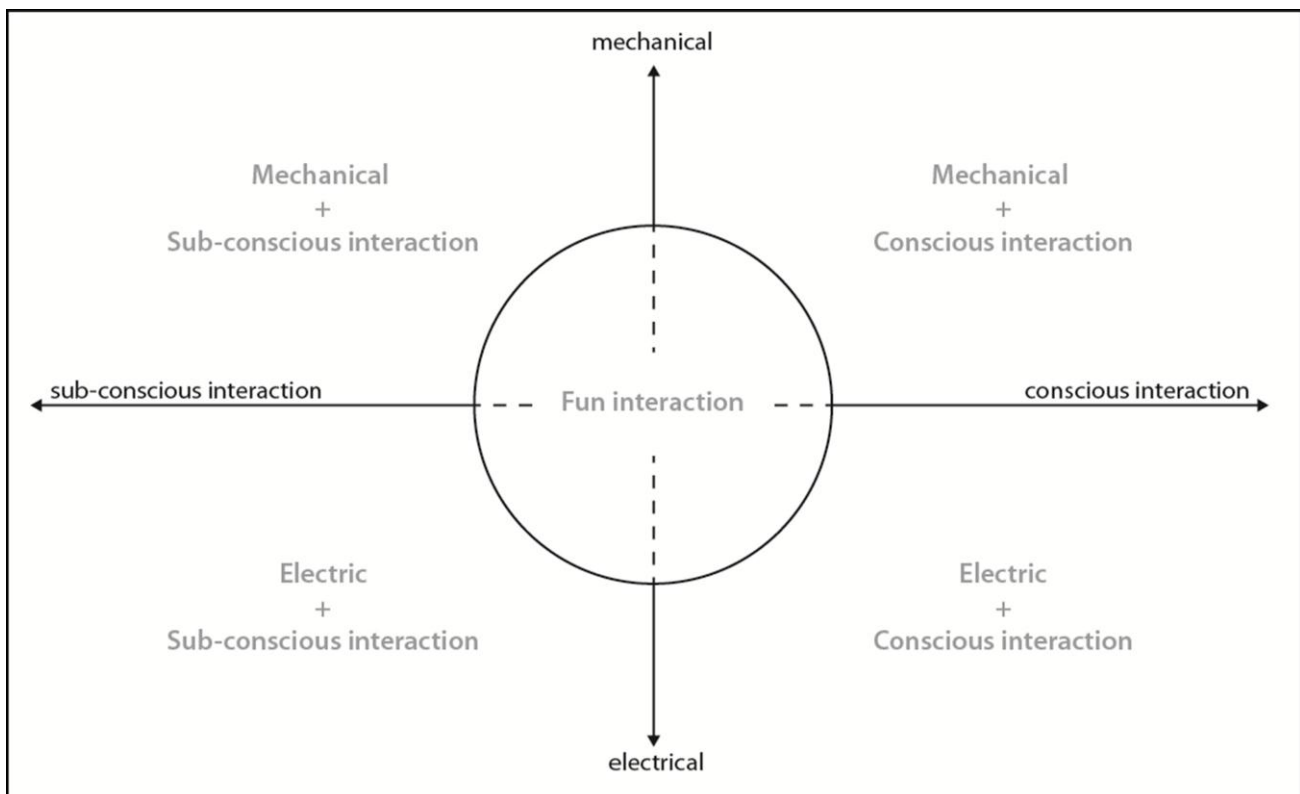 mechanical
Mechanical
+
Sub-conscious interaction
Mechanical
+
Conscious interaction
sub-conscious interaction
Fun interaction
conscious interaction
Electric
+
Sub-conscious interaction
Electric
+
Conscious interaction
electrical